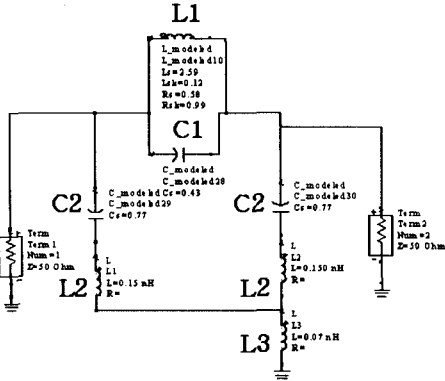 L1
L_modeled
L_modeled10
Ls=2.59
Lsh=0.12
Rs=0.58
Rsh=0.99
C1
C_modeled
C_modeled28
Cs=0.43
C2
C_modeled
C_modeled29
Cs=0.77
C2
C_modeled
C_modeled30
Cs=0.77
Term
Term1
Num=1
Z=50 Ohm
Term
Term2
Num=2
Z=50 Ohm
L2
L
L1
L=0.15 nH
R=
L2
L
L2
L=0.150 nH
R=
L3
L
L3
L=0.07 nH
R=